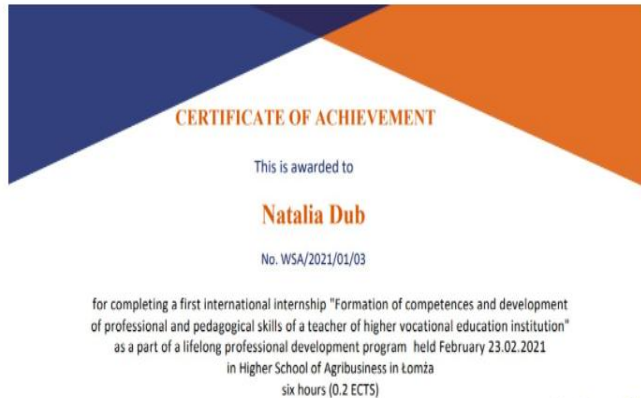 CERTIFICATE OF ACHIEVEMENT
This is awarded to
Natalia Dub
No. WSA/2021/01/03
for completing a first international internship "Formation of competences and development
of professional and pedagogical skills of a teacher of higher vocational education institution"
as a part of a lifelong professional development program held February 23.02.2021
in Higher School of Agribusiness in Łomża
six hours (0.2 ECTS)